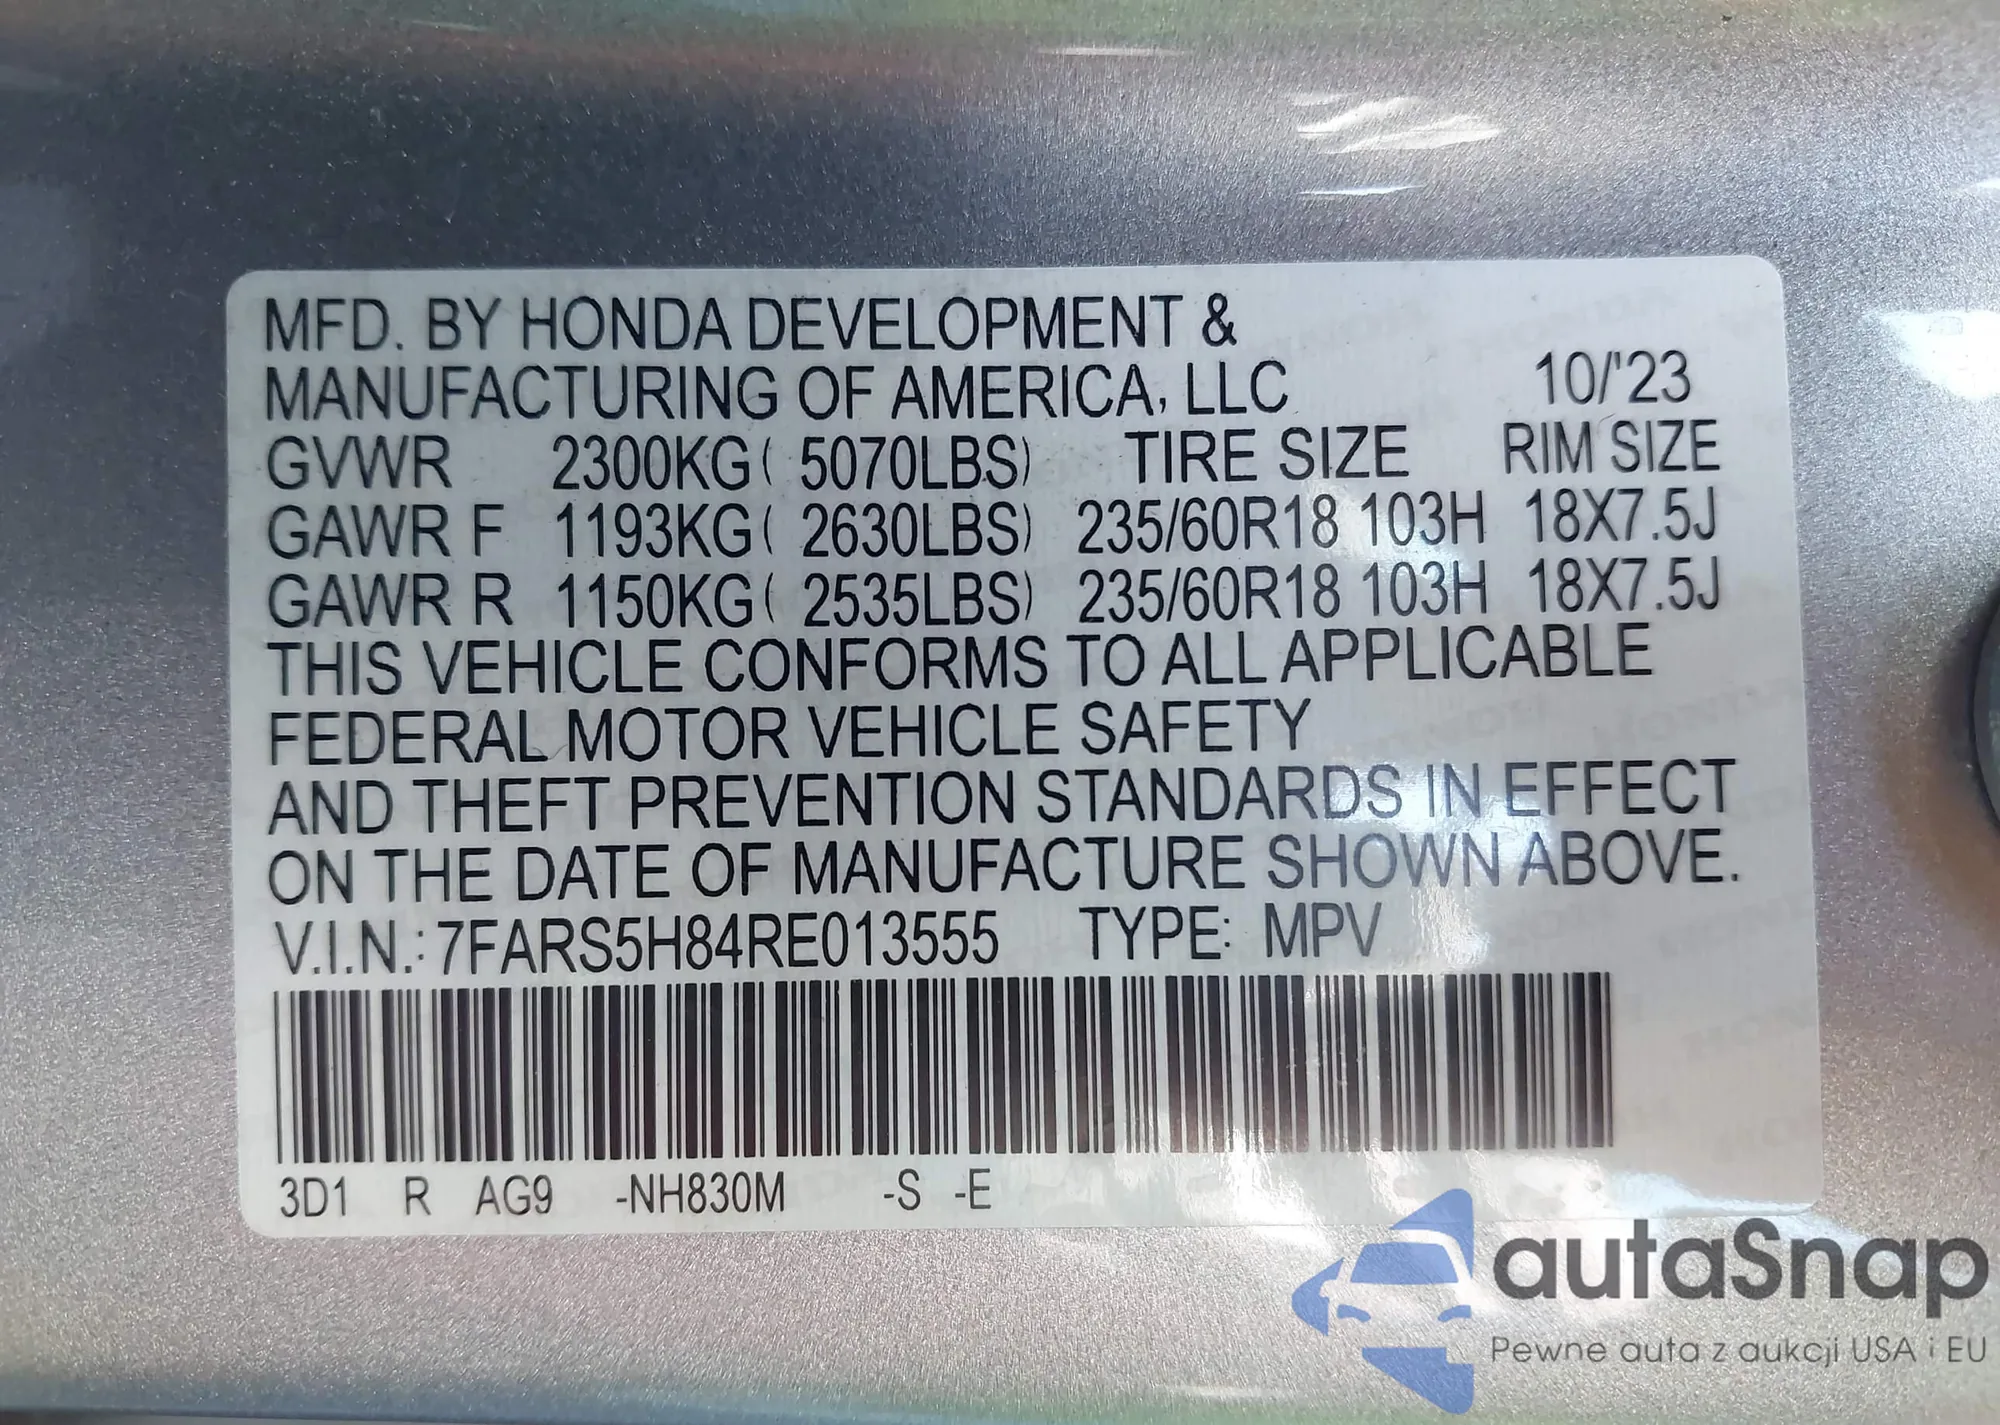 MFD. BY HONDA DEVELOPMENT &
MANUFACTURING OF AMERICA, LLC 10/'23
GVWR 2300KG( 5070LBS) TIRE SIZE RIM SIZE
GAWR F 1193KG( 2630LBS) 235/60R18 103H 18X7.5J
GAWR R 1150KG( 2535LBS) 235/60R18 103H 18X7.5J
THIS VEHICLE CONFORMS TO ALL APPLICABLE
FEDERAL MOTOR VEHICLE SAFETY
AND THEFT PREVENTION STANDARDS IN EFFECT
ON THE DATE OF MANUFACTURE SHOWN ABOVE.
V.I.N.: 7FARS5H84RE013555 TYPE: MPV
3D1 R AG9 -NH830M -S -E
autaSnap
Pewne auta z aukcji USA i EU